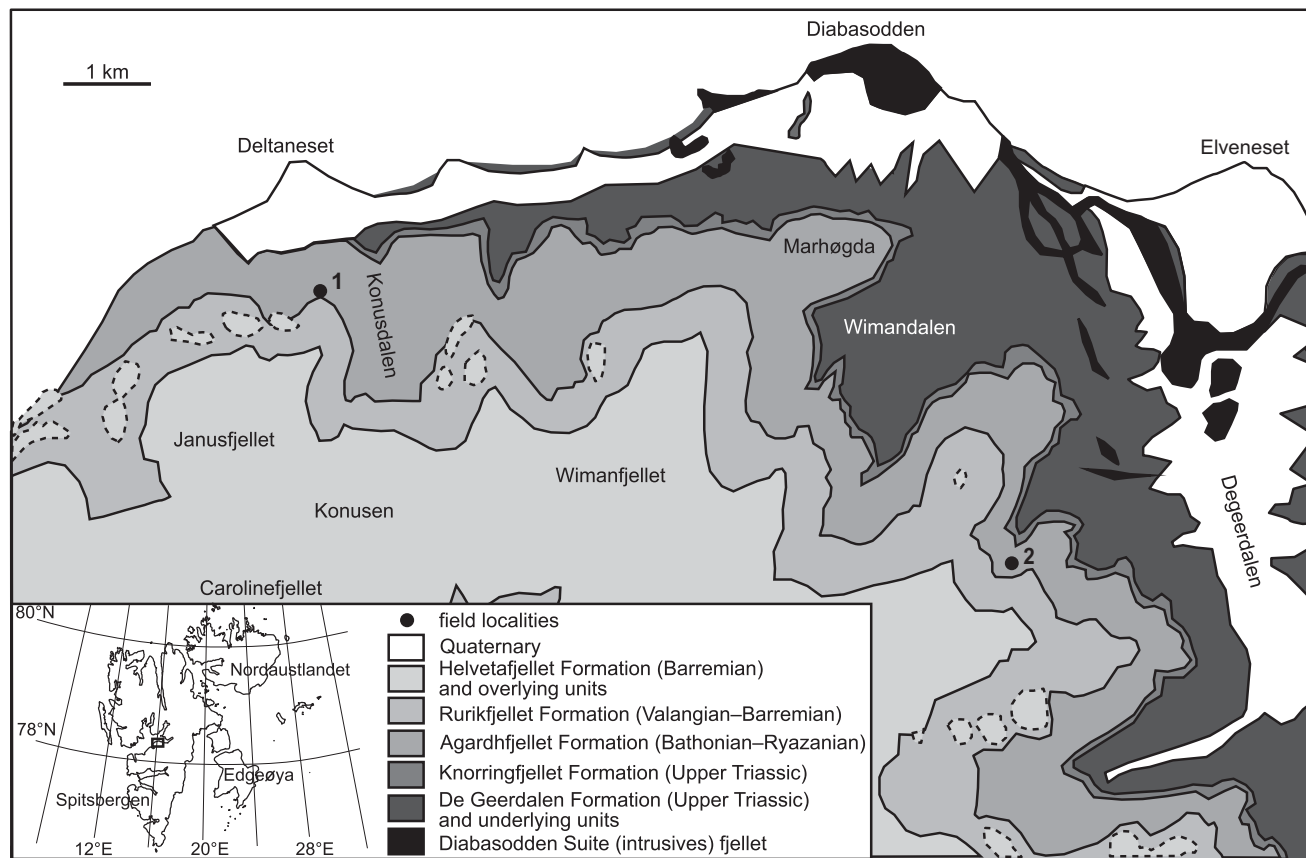 Diabasodden
1 km
Deltaneset
Elveneset
Marhøgda
1
Konusdalen
Wimandalen
Janusfjellet
Wimanfjellet
Konusen
Degeerdalen
2
Carolinefjellet
80°N
78°N
Nordaustlandet
Edgeøya
Spitsbergen
12°E
20°E
28°E
field localities
Quaternary
Helvetafjellet Formation (Barremian)
and overlying units
Rurikfjellet Formation (Valangian–Barremian)
Agardhfjellet Formation (Bathonian–Ryazanian)
Knorringfjellet Formation (Upper Triassic)
De Geerdalen Formation (Upper Triassic)
and underlying units
Diabasodden Suite (intrusives) fjellet